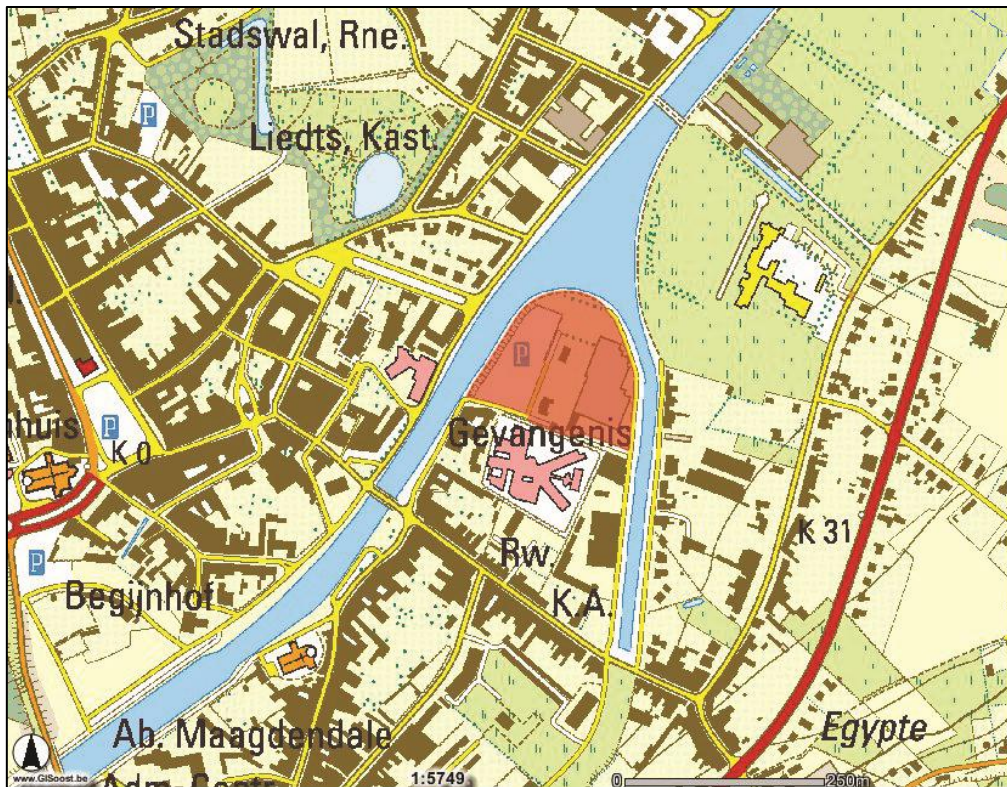 Stadswal, Rne.
P
Liedts, Kast.
P
P
Gevangenis
huis
K 0
K 31
P
Rw.
K.A.
Begijnhof
Ab. Maagdendale
Egypte
www.GISoost.be
1:5749
0
250m